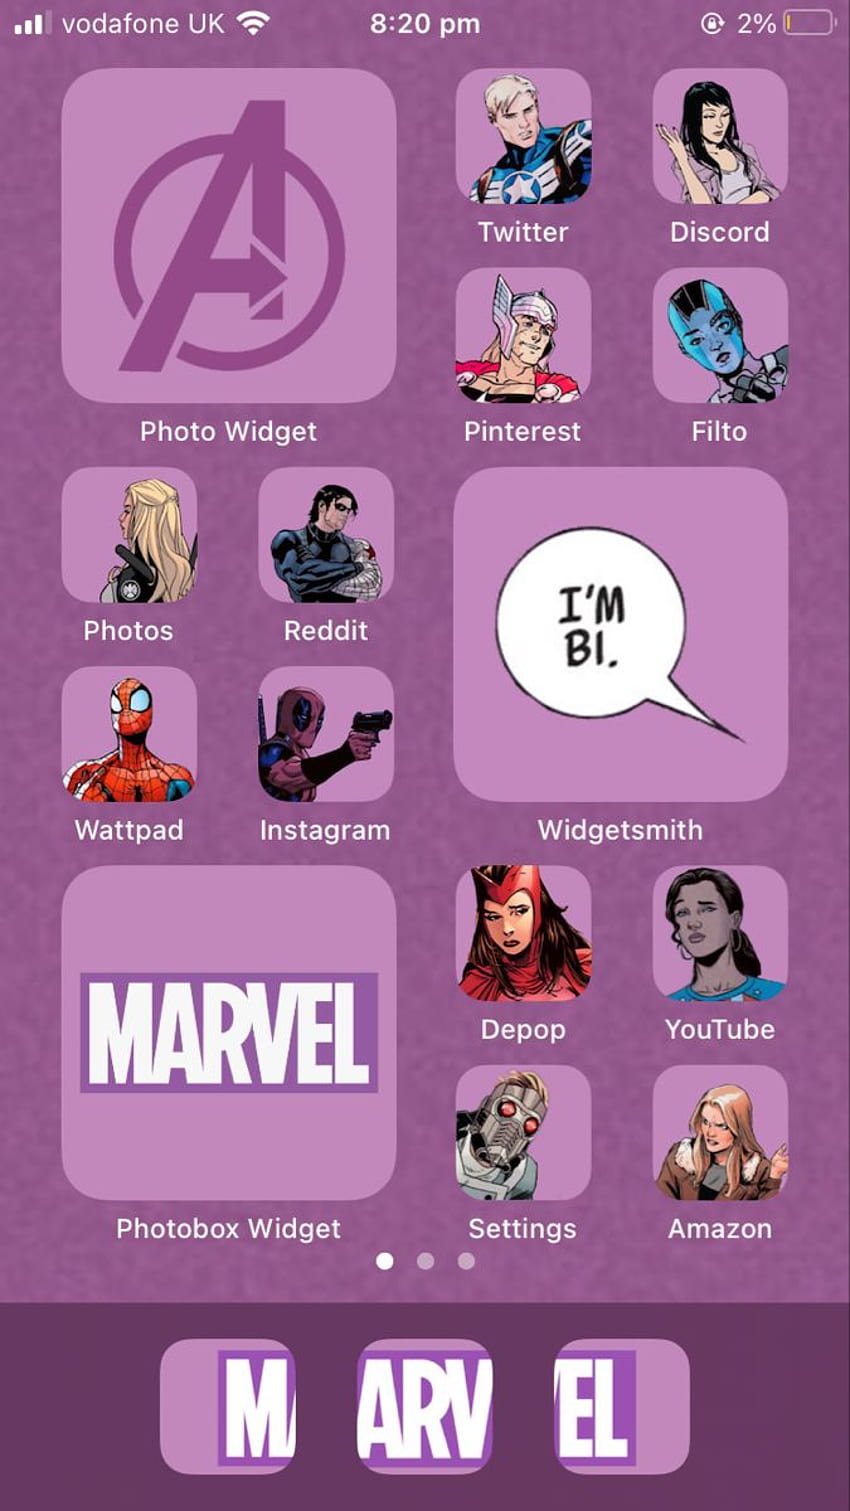 vodafone UK 8:20 pm 2%
A
Twitter Discord
Pinterest Filto
Photo Widget
Photos Reddit
I'M
BI.
Wattpad Instagram
Widgetsmith
MARVEL
Depop YouTube
Photobox Widget
Settings Amazon
M ARV EL